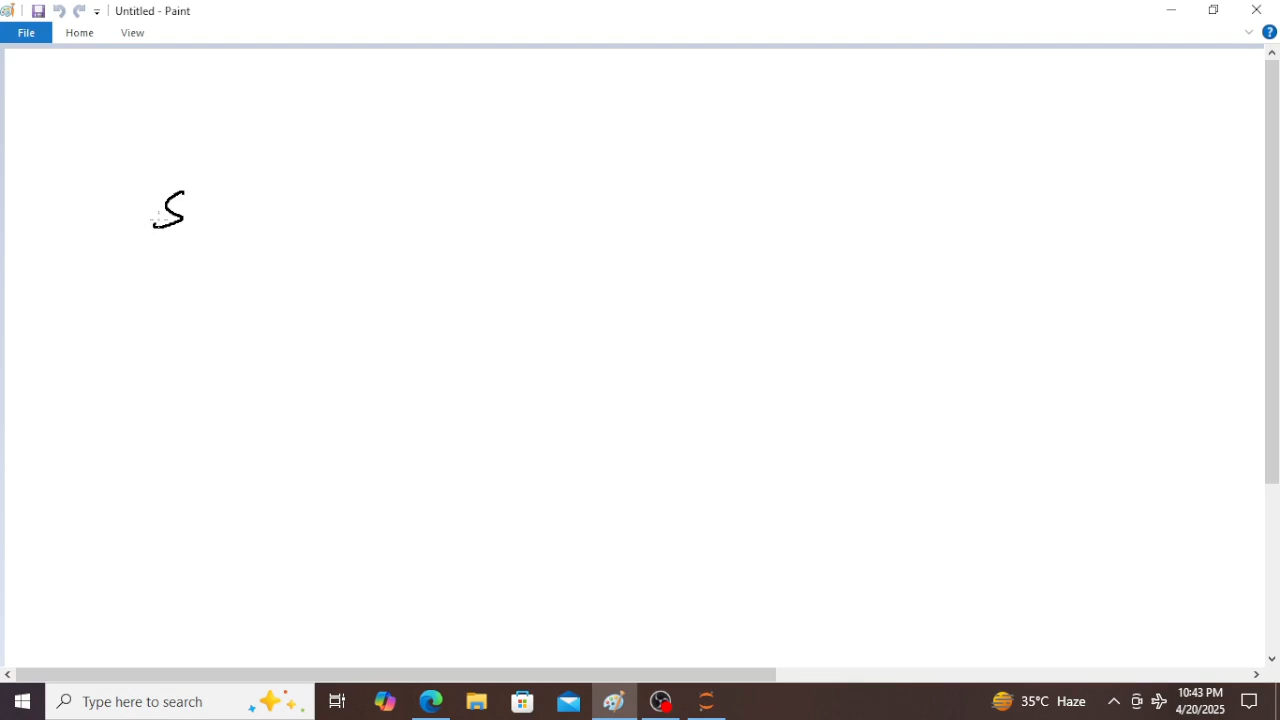 Untitled - Paint
File Home View
S
Type here to search
35°C Haze
10:43 PM
4/20/2025